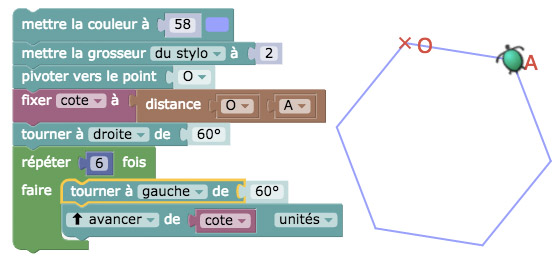 mettre la couleur à 58
mettre la grosseur du stylo à 2
pivoter vers le point O
fixer cote à distance O A
tourner à droite de 60°
répéter 6 fois
faire tourner à gauche de 60°
avancer de cote unités
O
A